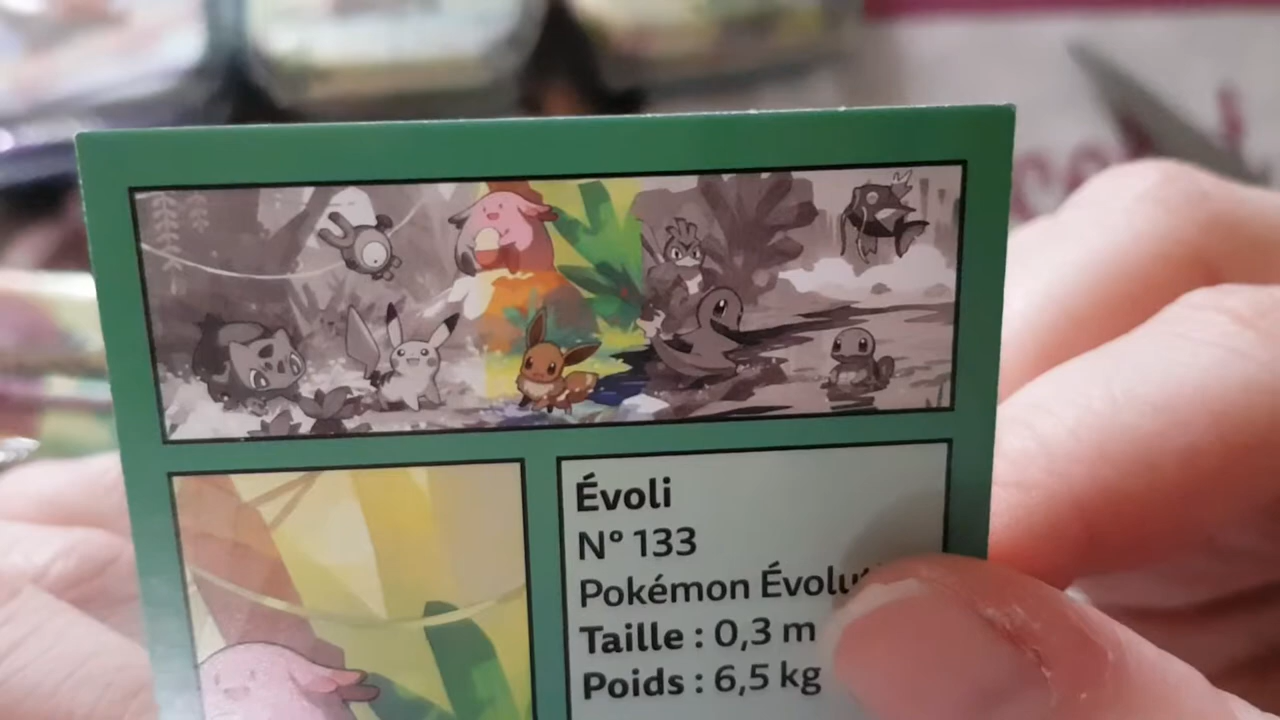 Évoli
N° 133
Pokémon
Taille : 0,3 m
Poids : 6,5 kg